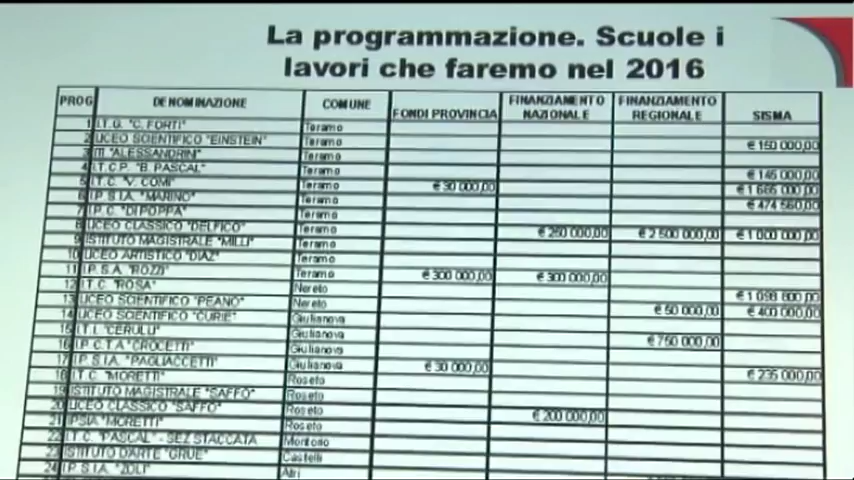 La programmazione. Scuole i
lavori che faremo nel 2016
PROG DENOMINAZIONE COMUNE FONDI PROVINCIA FINANZIAMENTO NAZIONALE FINANZIAMENTO REGIONALE SISMA
1 I.T.G. "C. FORTI" Teramo
2 LICEO SCIENTIFICO "EINSTEIN" Teramo € 150 000,00
3 ITI "ALESSANDRINI" Teramo
4 I.T.C.P. "B. PASCAL" Teramo € 145 000,00
5 I.T.C. "V. COMI" Teramo € 30 000,00
6 I.P.S.I.A. "MARINO" Teramo € 474 560,00
7 I.P.C. "DI POPPA" Teramo
8 LICEO CLASSICO "DELFICO" Teramo € 250 000,00 € 2 500 000,00 € 1 000 000,00
9 ISTITUTO MAGISTRALE "MILLI" Teramo
10 LICEO ARTISTICO "DIAZ" Teramo
11 I.P.S.A. "ROZZI" Teramo € 300 000,00 € 300 000,00
12 I.T.C. "ROSA" Nereto
13 LICEO SCIENTIFICO "PEANO" Nereto € 50 000,00 € 400 000,00
14 LICEO SCIENTIFICO "CURIE" Giulianova
15 I.T.I. "CERULLI" Giulianova € 750 000,00
16 I.P.C.T.A "CROCETTI" Giulianova
17 I.P.S.I.A. "PAGLIACCETTI" Giulianova € 30 000,00
18 I.T.C. "MORETTI" Roseto € 235 000,00
19 ISTITUTO MAGISTRALE "SAFFO" Roseto
20 LICEO CLASSICO "SAFFO" Roseto € 200 000,00
21 IPSIA "MORETTI" Roseto
22 I.T.C. "PASCAL" - SEZ STACCATA Montorio
23 ISTITUTO D'ARTE "GRUE" Castelli
24 I.P.S.I.A. "ZOLI" Atri